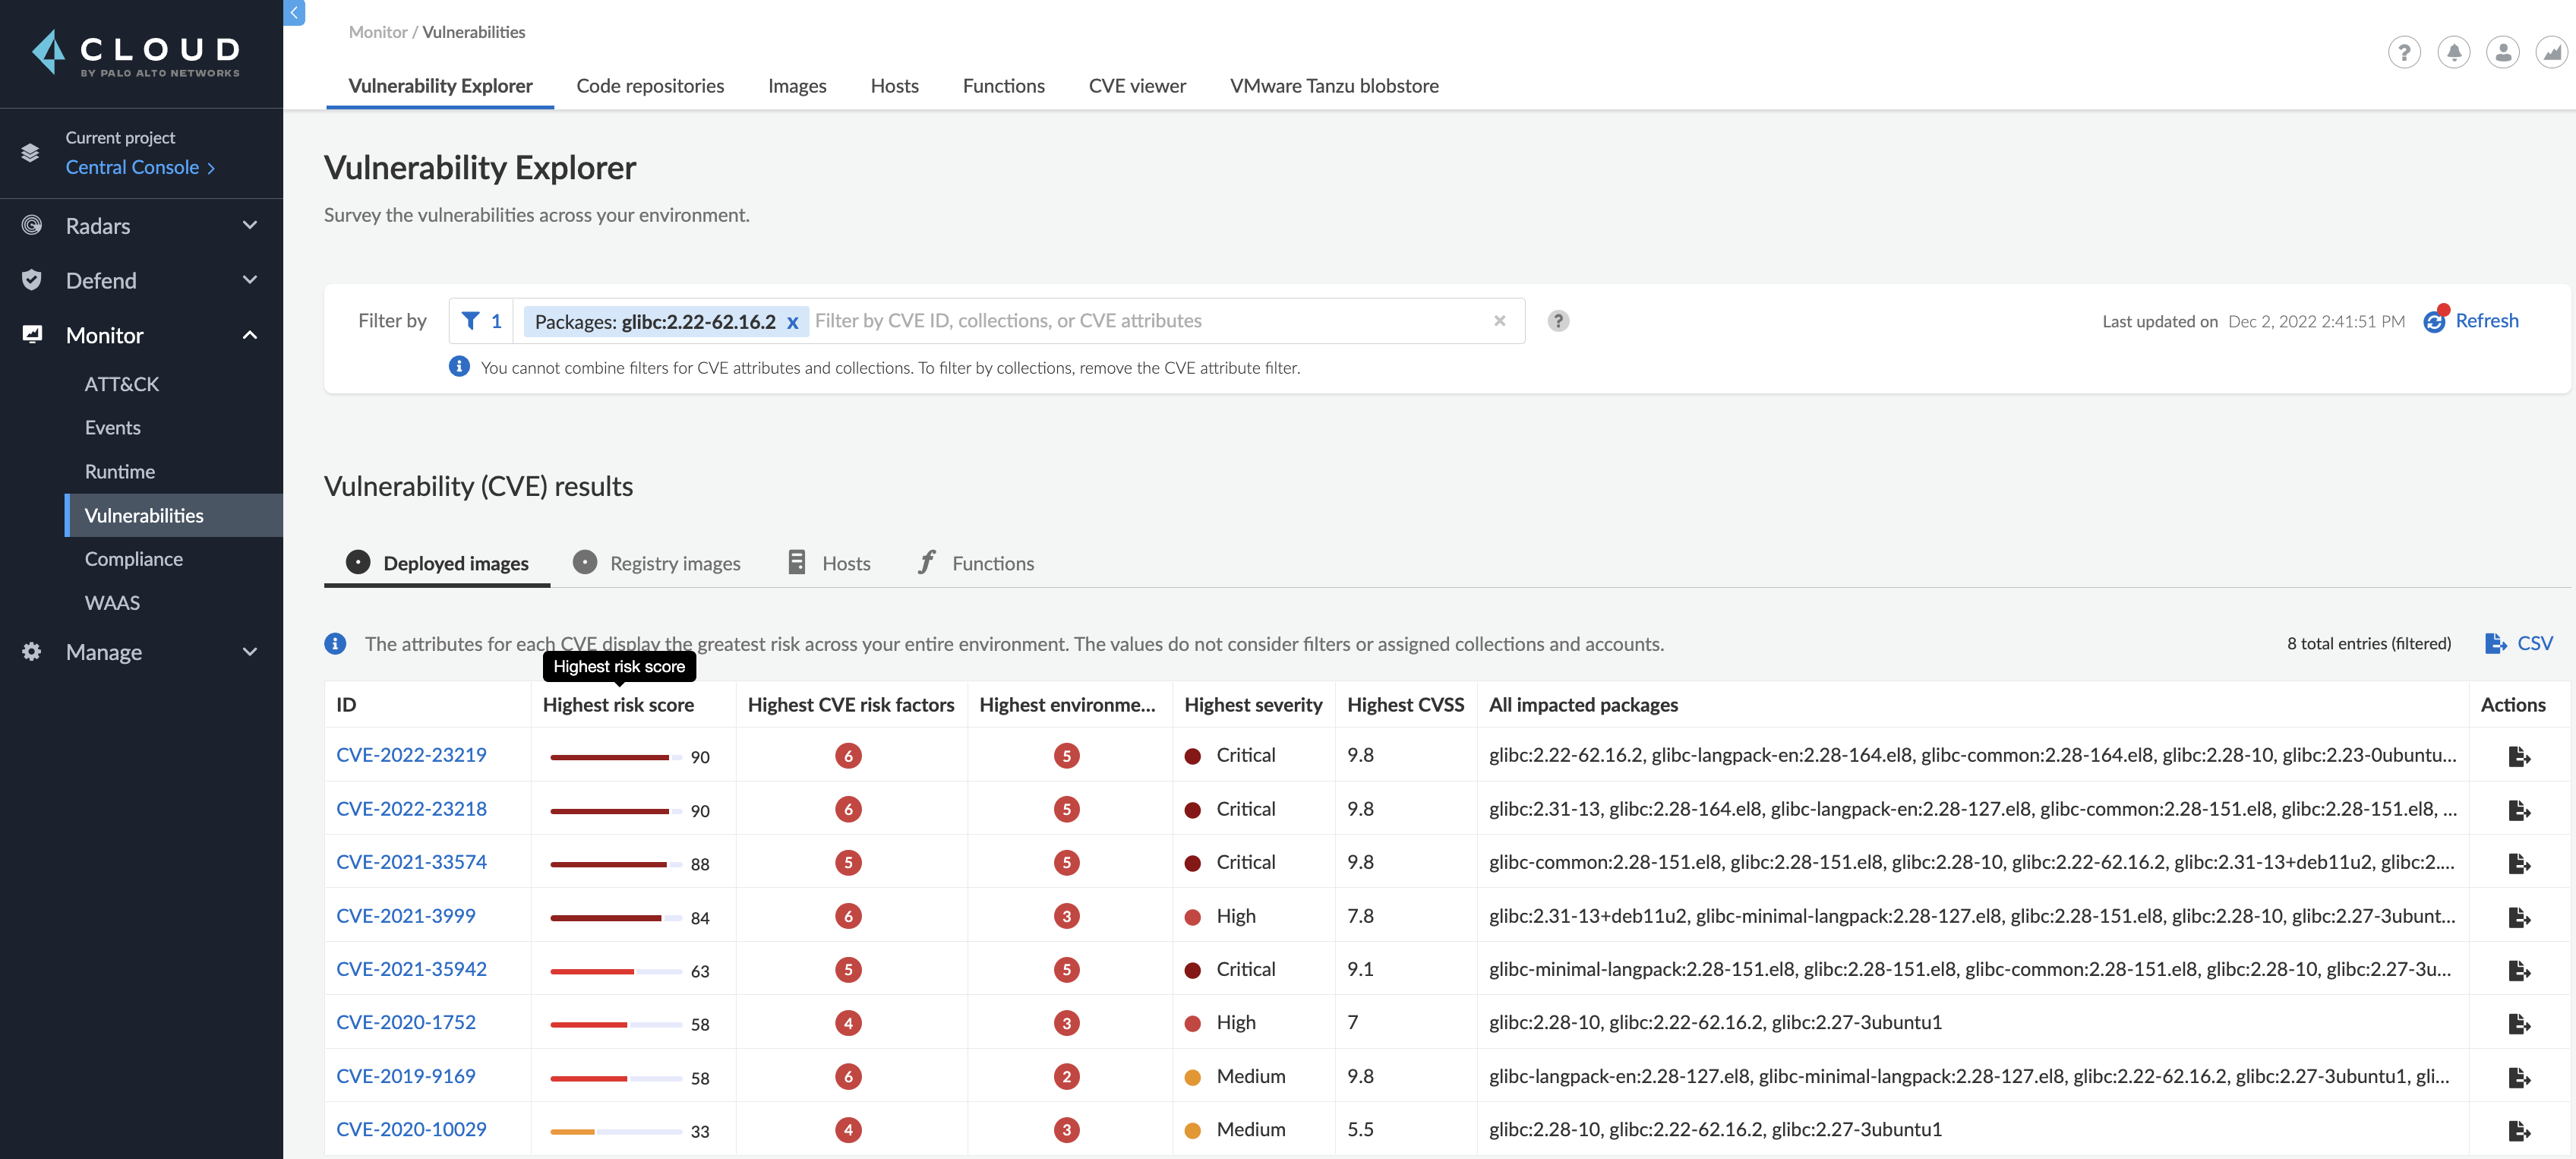 CLOUD
BY PALO ALTO NETWORKS
Current project
Central Console >
Radars
Defend
Monitor
ATT&CK
Events
Runtime
Vulnerabilities
Compliance
WAAS
Manage
Monitor / Vulnerabilities
Vulnerability Explorer Code repositories Images Hosts Functions CVE viewer VMware Tanzu blobstore
Vulnerability Explorer
Survey the vulnerabilities across your environment.
Filter by 1 Packages: glibc:2.22-62.16.2 x Filter by CVE ID, collections, or CVE attributes × ? Last updated on Dec 2, 2022 2:41:51 PM Refresh
You cannot combine filters for CVE attributes and collections. To filter by collections, remove the CVE attribute filter.
Vulnerability (CVE) results
Deployed images Registry images Hosts Functions
The attributes for each CVE display the greatest risk across your entire environment. The values do not consider filters or assigned collections and accounts. 8 total entries (filtered) CSV
Highest risk score
ID Highest risk score Highest CVE risk factors Highest environme... Highest severity Highest CVSS All impacted packages Actions
CVE-2022-23219 90 6 5 Critical 9.8 glibc:2.22-62.16.2, glibc-langpack-en:2.28-164.el8, glibc-common:2.28-164.el8, glibc:2.28-10, glibc:2.23-0ubuntu...
CVE-2022-23218 90 6 5 Critical 9.8 glibc:2.31-13, glibc:2.28-164.el8, glibc-langpack-en:2.28-127.el8, glibc-common:2.28-151.el8, glibc:2.28-151.el8, ...
CVE-2021-33574 88 5 5 Critical 9.8 glibc-common:2.28-151.el8, glibc:2.28-151.el8, glibc:2.28-10, glibc:2.22-62.16.2, glibc:2.31-13+deb11u2, glibc:2....
CVE-2021-3999 84 6 3 High 7.8 glibc:2.31-13+deb11u2, glibc-minimal-langpack:2.28-127.el8, glibc:2.28-151.el8, glibc:2.28-10, glibc:2.27-3ubunt...
CVE-2021-35942 63 5 5 Critical 9.1 glibc-minimal-langpack:2.28-151.el8, glibc:2.28-151.el8, glibc-common:2.28-151.el8, glibc:2.28-10, glibc:2.27-3u...
CVE-2020-1752 58 4 3 High 7 glibc:2.28-10, glibc:2.22-62.16.2, glibc:2.27-3ubuntu1
CVE-2019-9169 58 6 2 Medium 9.8 glibc-langpack-en:2.28-127.el8, glibc-minimal-langpack:2.28-127.el8, glibc:2.22-62.16.2, glibc:2.27-3ubuntu1, gli...
CVE-2020-10029 33 4 3 Medium 5.5 glibc:2.28-10, glibc:2.22-62.16.2, glibc:2.27-3ubuntu1